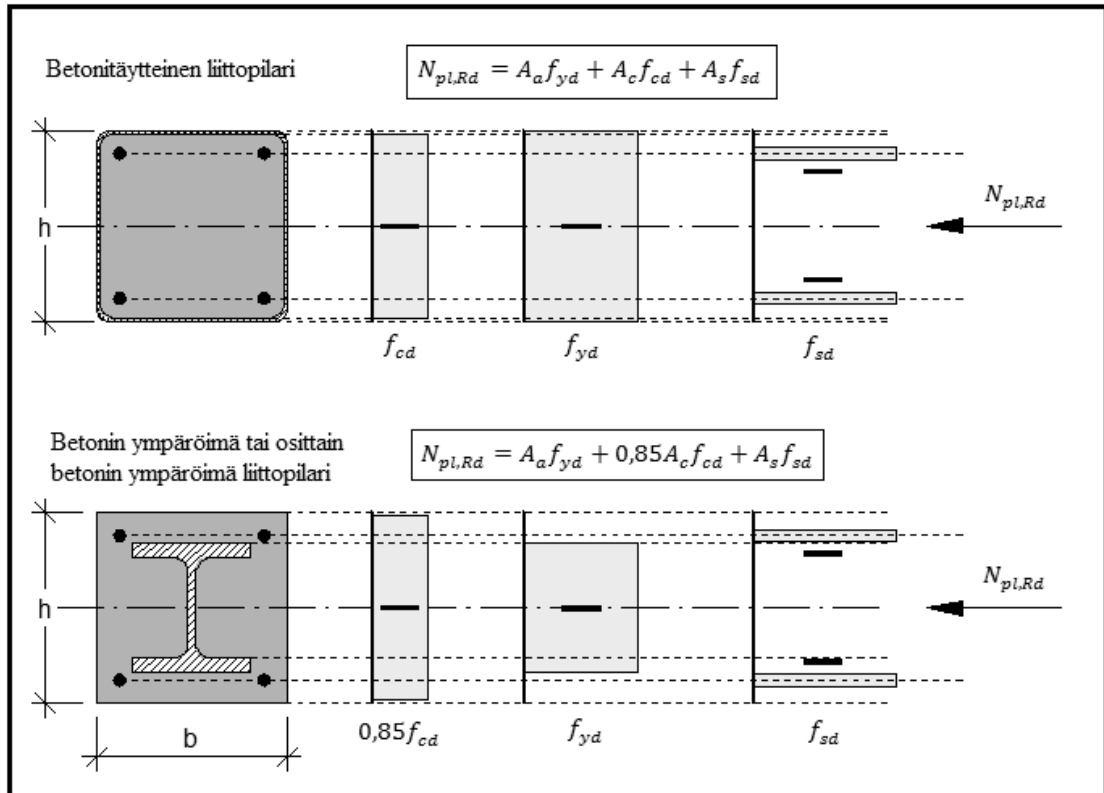 Betonitäytteinen liittopilari
N_{pl,Rd} = A_a f_{yd} + A_c f_{cd} + A_s f_{sd}
h
N_{pl,Rd}
f_{cd}
f_{yd}
f_{sd}
Betonin ympäröimä tai osittain
betonin ympäröimä liittopilari
N_{pl,Rd} = A_a f_{yd} + 0,85A_c f_{cd} + A_s f_{sd}
h
N_{pl,Rd}
b
0,85f_{cd}
f_{yd}
f_{sd}